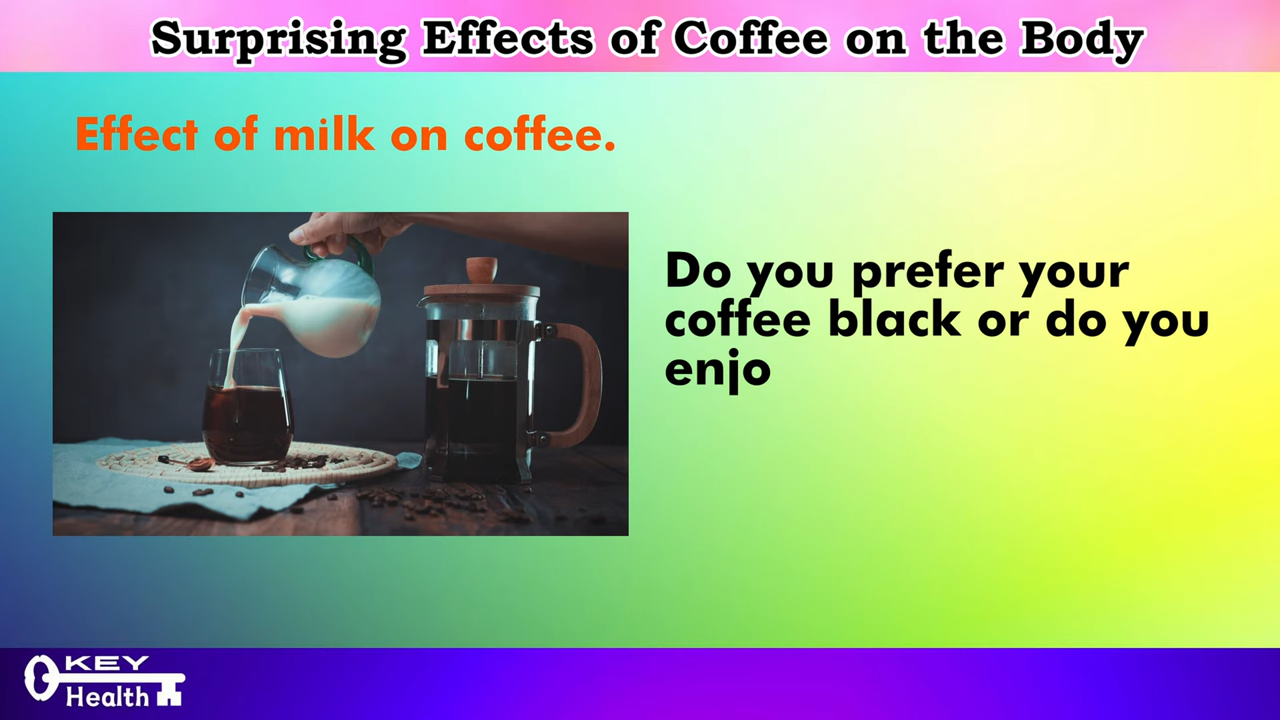 Surprising Effects of Coffee on the Body
Effect of milk on coffee.
Do you prefer your
coffee black or do you
enjo
KEY
Health